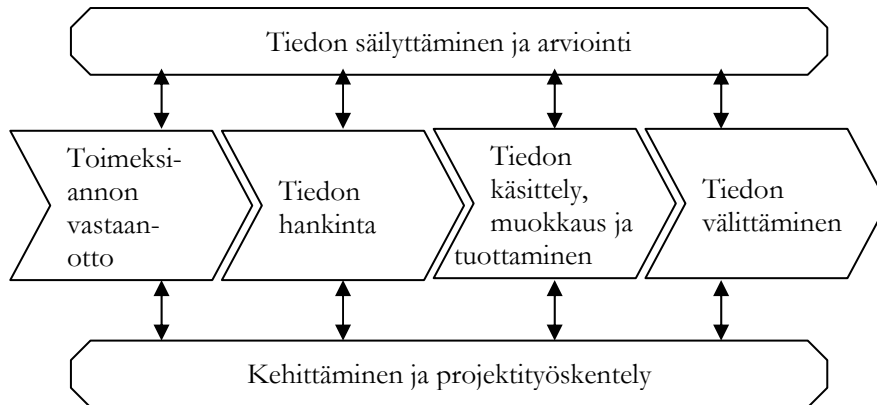 Tiedon säilyttäminen ja arviointi
Toimeksi-
annon
vastaan-
otto
Tiedon
hankinta
Tiedon
käsittely,
muokkaus ja
tuottaminen
Tiedon
välittäminen
Kehittäminen ja projektityöskentely